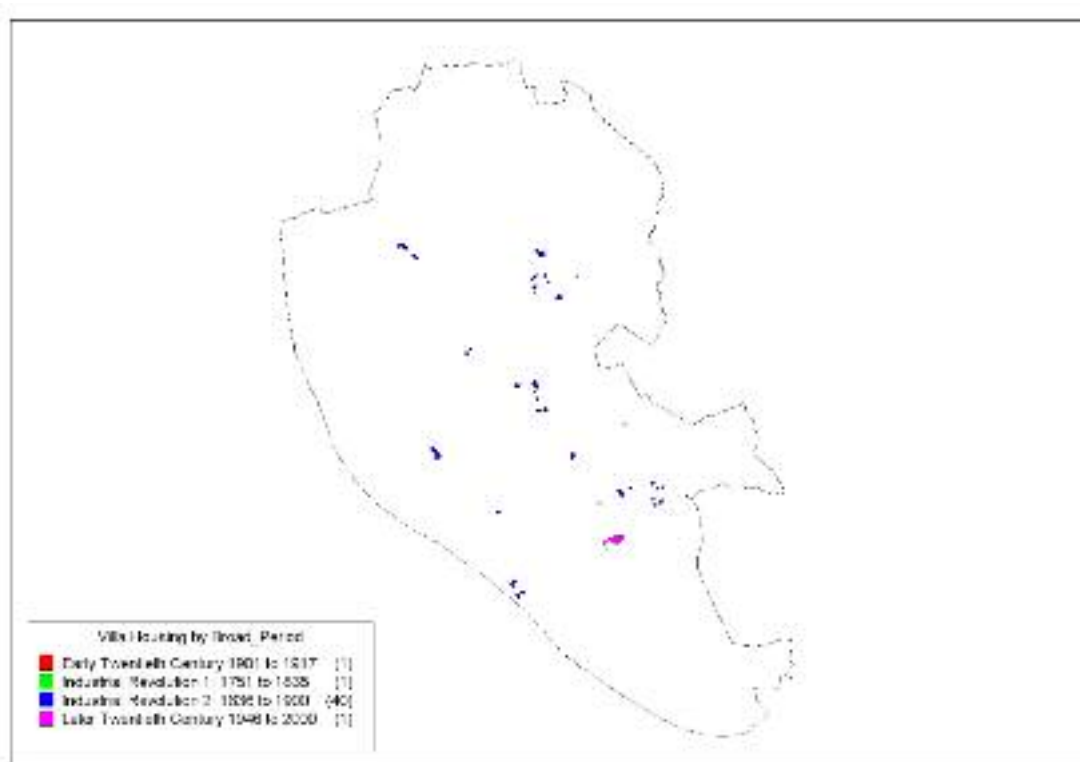 Villa Housing by Broad_Period
Early Twentieth Century 1901 to 1917 (1)
Industrial Revolution 1: 1751 to 1835 (1)
Industrial Revolution 2: 1836 to 1900 (40)
Later Twentieth Century 1946 to 2000 (1)